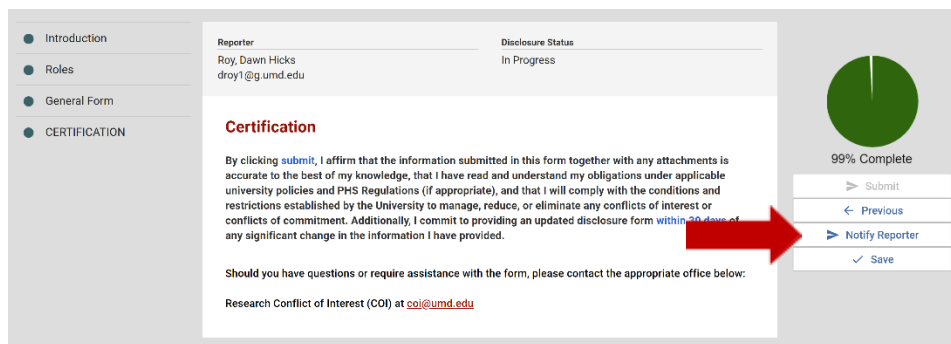 Introduction
Roles
General Form
CERTIFICATION
Reporter
Roy, Dawn Hicks
droy1@g.umd.edu
Disclosure Status
In Progress
Certification
By clicking submit, I affirm that the information submitted in this form together with any attachments is
accurate to the best of my knowledge, that I have read and understand my obligations under applicable
university policies and PHS Regulations (if appropriate), and that I will comply with the conditions and
restrictions established by the University to manage, reduce, or eliminate any conflicts of interest or
conflicts of commitment. Additionally, I commit to providing an updated disclosure form within 30 days of
any significant change in the information I have provided.
Should you have questions or require assistance with the form, please contact the appropriate office below:
Research Conflict of Interest (COI) at coi@umd.edu
99% Complete
Submit
Previous
Notify Reporter
Save